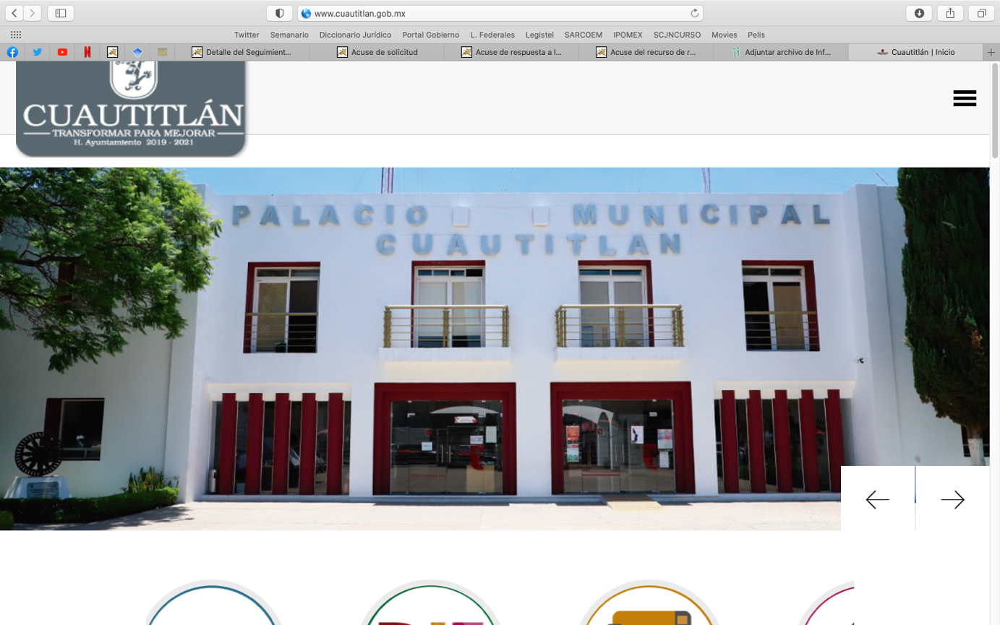 www.cuautitlan.gob.mx
Twitter Semanario Diccionario Jurídico Portal Gobierno L. Federales Legistel SARCOEM IPOMEX SCJNCURSO Movies Pelis
Detalle del Seguimient... Acuse de solicitud Acuse de respuesta a l... Acuse del recurso de r... Adjuntar archivo de Inf... Cuautitlán | Inicio
CUAUTITLÁN
TRANSFORMAR PARA MEJORAR
H. Ayuntamiento 2019 - 2021
PALACIO MUNICIPAL
CUAUTITLAN